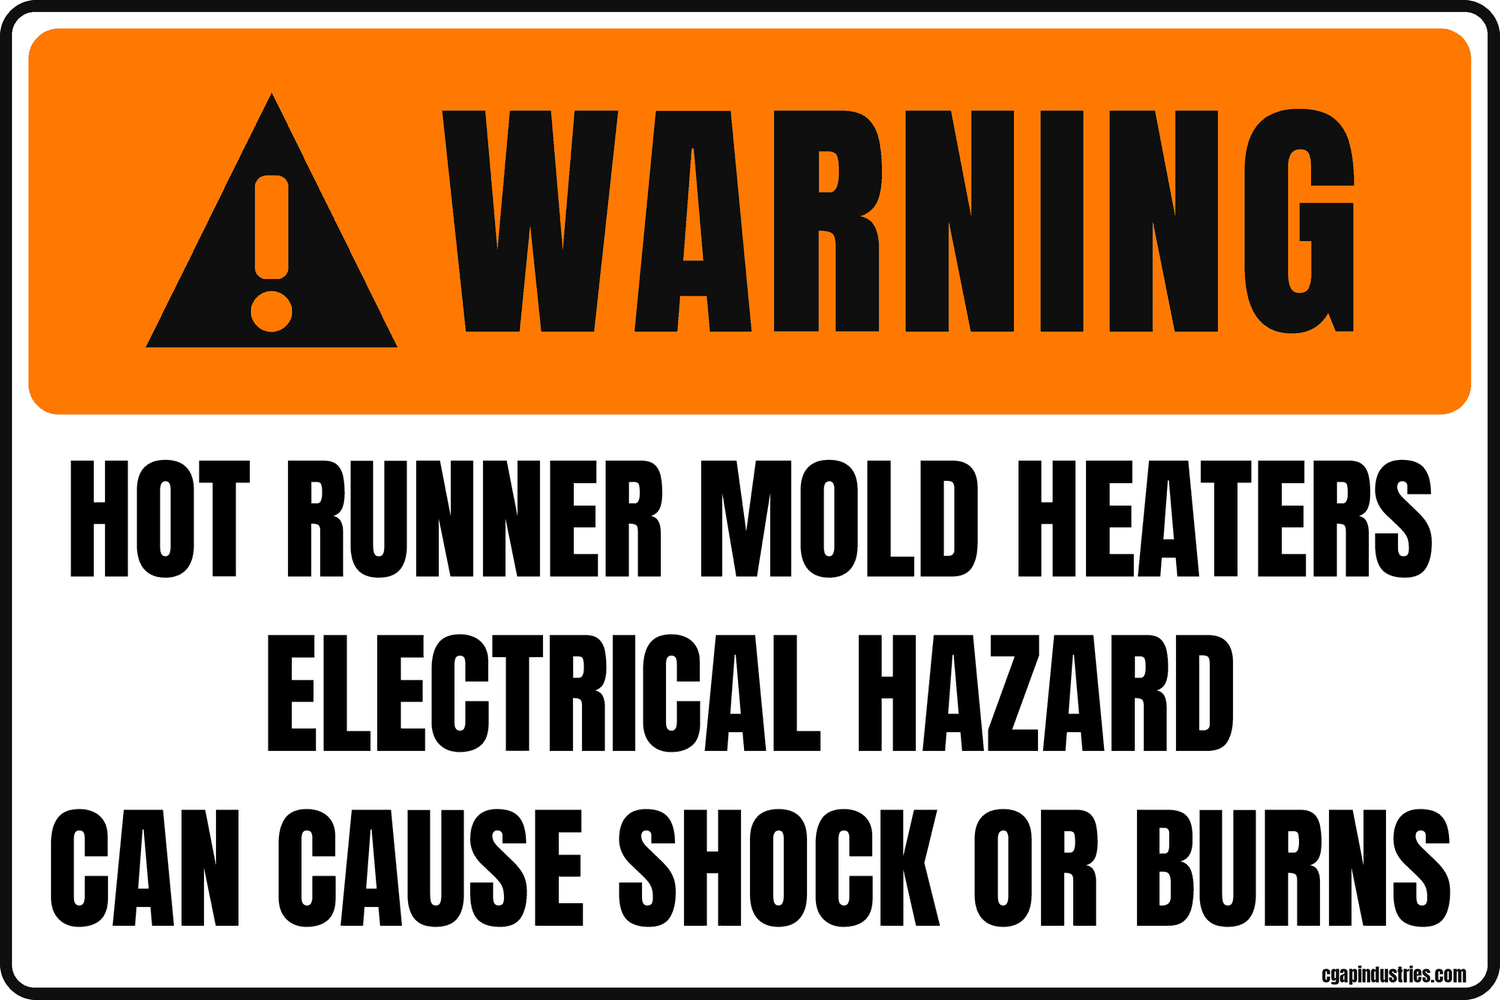 WARNING
HOT RUNNER MOLD HEATERS
ELECTRICAL HAZARD
CAN CAUSE SHOCK OR BURNS
cgapindustries.com